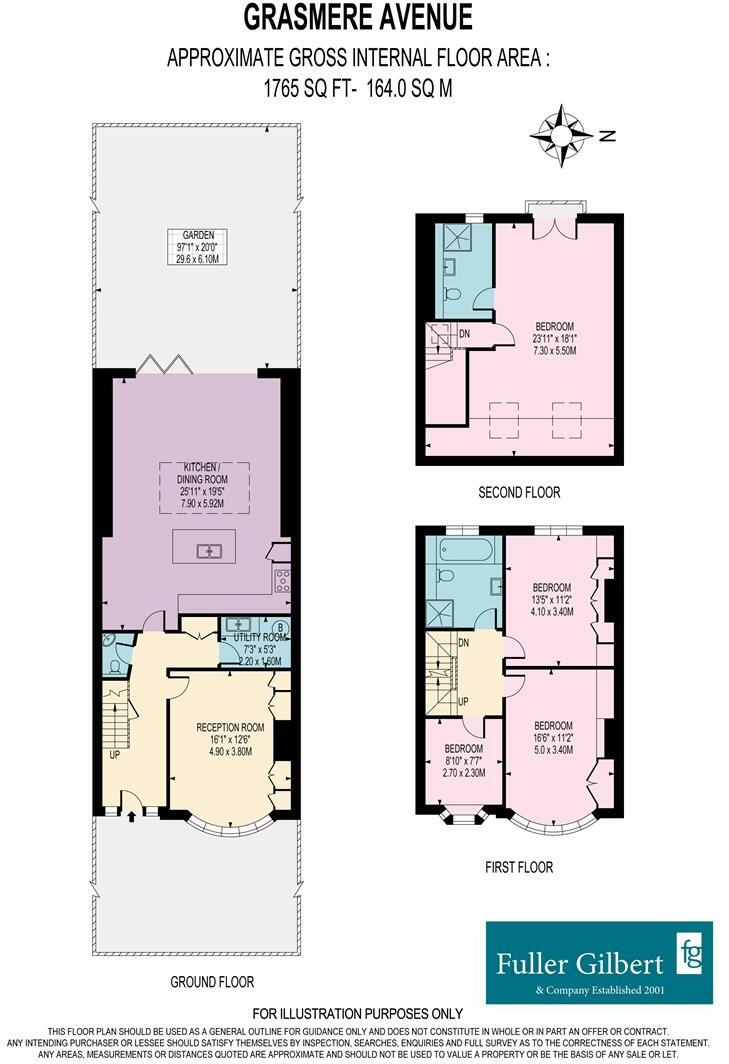 GRASMERE AVENUE
APPROXIMATE GROSS INTERNAL FLOOR AREA :
1765 SQ FT- 164.0 SQ M
N
GARDEN
97'1" x 20'0"
29.6 x 6.10M
DN
BEDROOM
23'11" x 18'1"
7.30 x 5.50M
SECOND FLOOR
KITCHEN /
DINING ROOM
25'11" x 19'5"
7.90 x 5.92M
B
UTILITY ROOM
7'3" x 5'3"
2.20 x 1.60M
UP
RECEPTION ROOM
16'1" x 12'6"
4.90 x 3.80M
GROUND FLOOR
BEDROOM
13'5" x 11'2"
4.10 x 3.40M
DN
UP
BEDROOM
16'6" x 11'2"
5.0 x 3.40M
BEDROOM
8'10" x 7'7"
2.70 x 2.30M
FIRST FLOOR
fg
Fuller Gilbert
& Company Established 2001
FOR ILLUSTRATION PURPOSES ONLY
THIS FLOOR PLAN SHOULD BE USED AS A GENERAL OUTLINE FOR GUIDANCE ONLY AND DOES NOT CONSTITUTE IN WHOLE OR IN PART AN OFFER OR CONTRACT.
ANY INTENDING PURCHASER OR LESSEE SHOULD SATISFY THEMSELVES BY INSPECTION, SEARCHES, ENQUIRIES AND FULL SURVEY AS TO THE CORRECTNESS OF EACH STATEMENT.
ANY AREAS, MEASUREMENTS OR DISTANCES QUOTED ARE APPROXIMATE AND SHOULD NOT BE USED TO VALUE A PROPERTY OR BE THE BASIS OF ANY SALE OR LET.